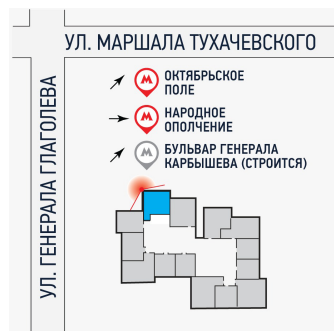 УЛ. МАРШАЛА ТУХАЧЕВСКОГО
УЛ. ГЕНЕРАЛА ГЛАГОЛЕВА
М ОКТЯБРЬСКОЕ
ПОЛЕ
М НАРОДНОЕ
ОПОЛЧЕНИЕ
М БУЛЬВАР ГЕНЕРАЛА
КАРБЫШЕВА (СТРОИТСЯ)